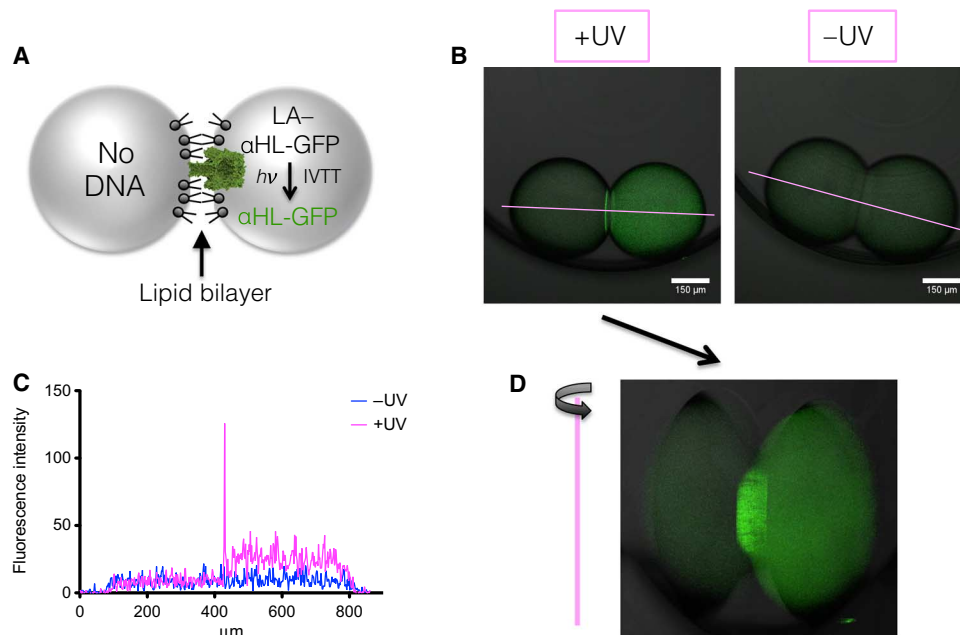 A
No
DNA
LA–
αHL-GFP
hν
IVTT
αHL-GFP
Lipid bilayer
B
+UV
–UV
150 µm
150 µm
C
Fluorescence intensity
150
100
50
0
0
200
400
600
800
µm
–UV
+UV
D